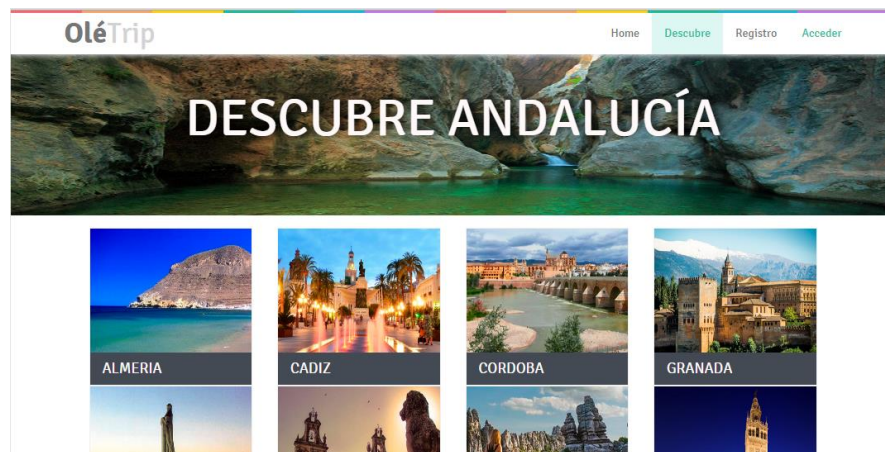 OléTrip
Home Descubre Registro Acceder
DESCUBRE ANDALUCÍA
ALMERIA CADIZ CORDOBA GRANADA